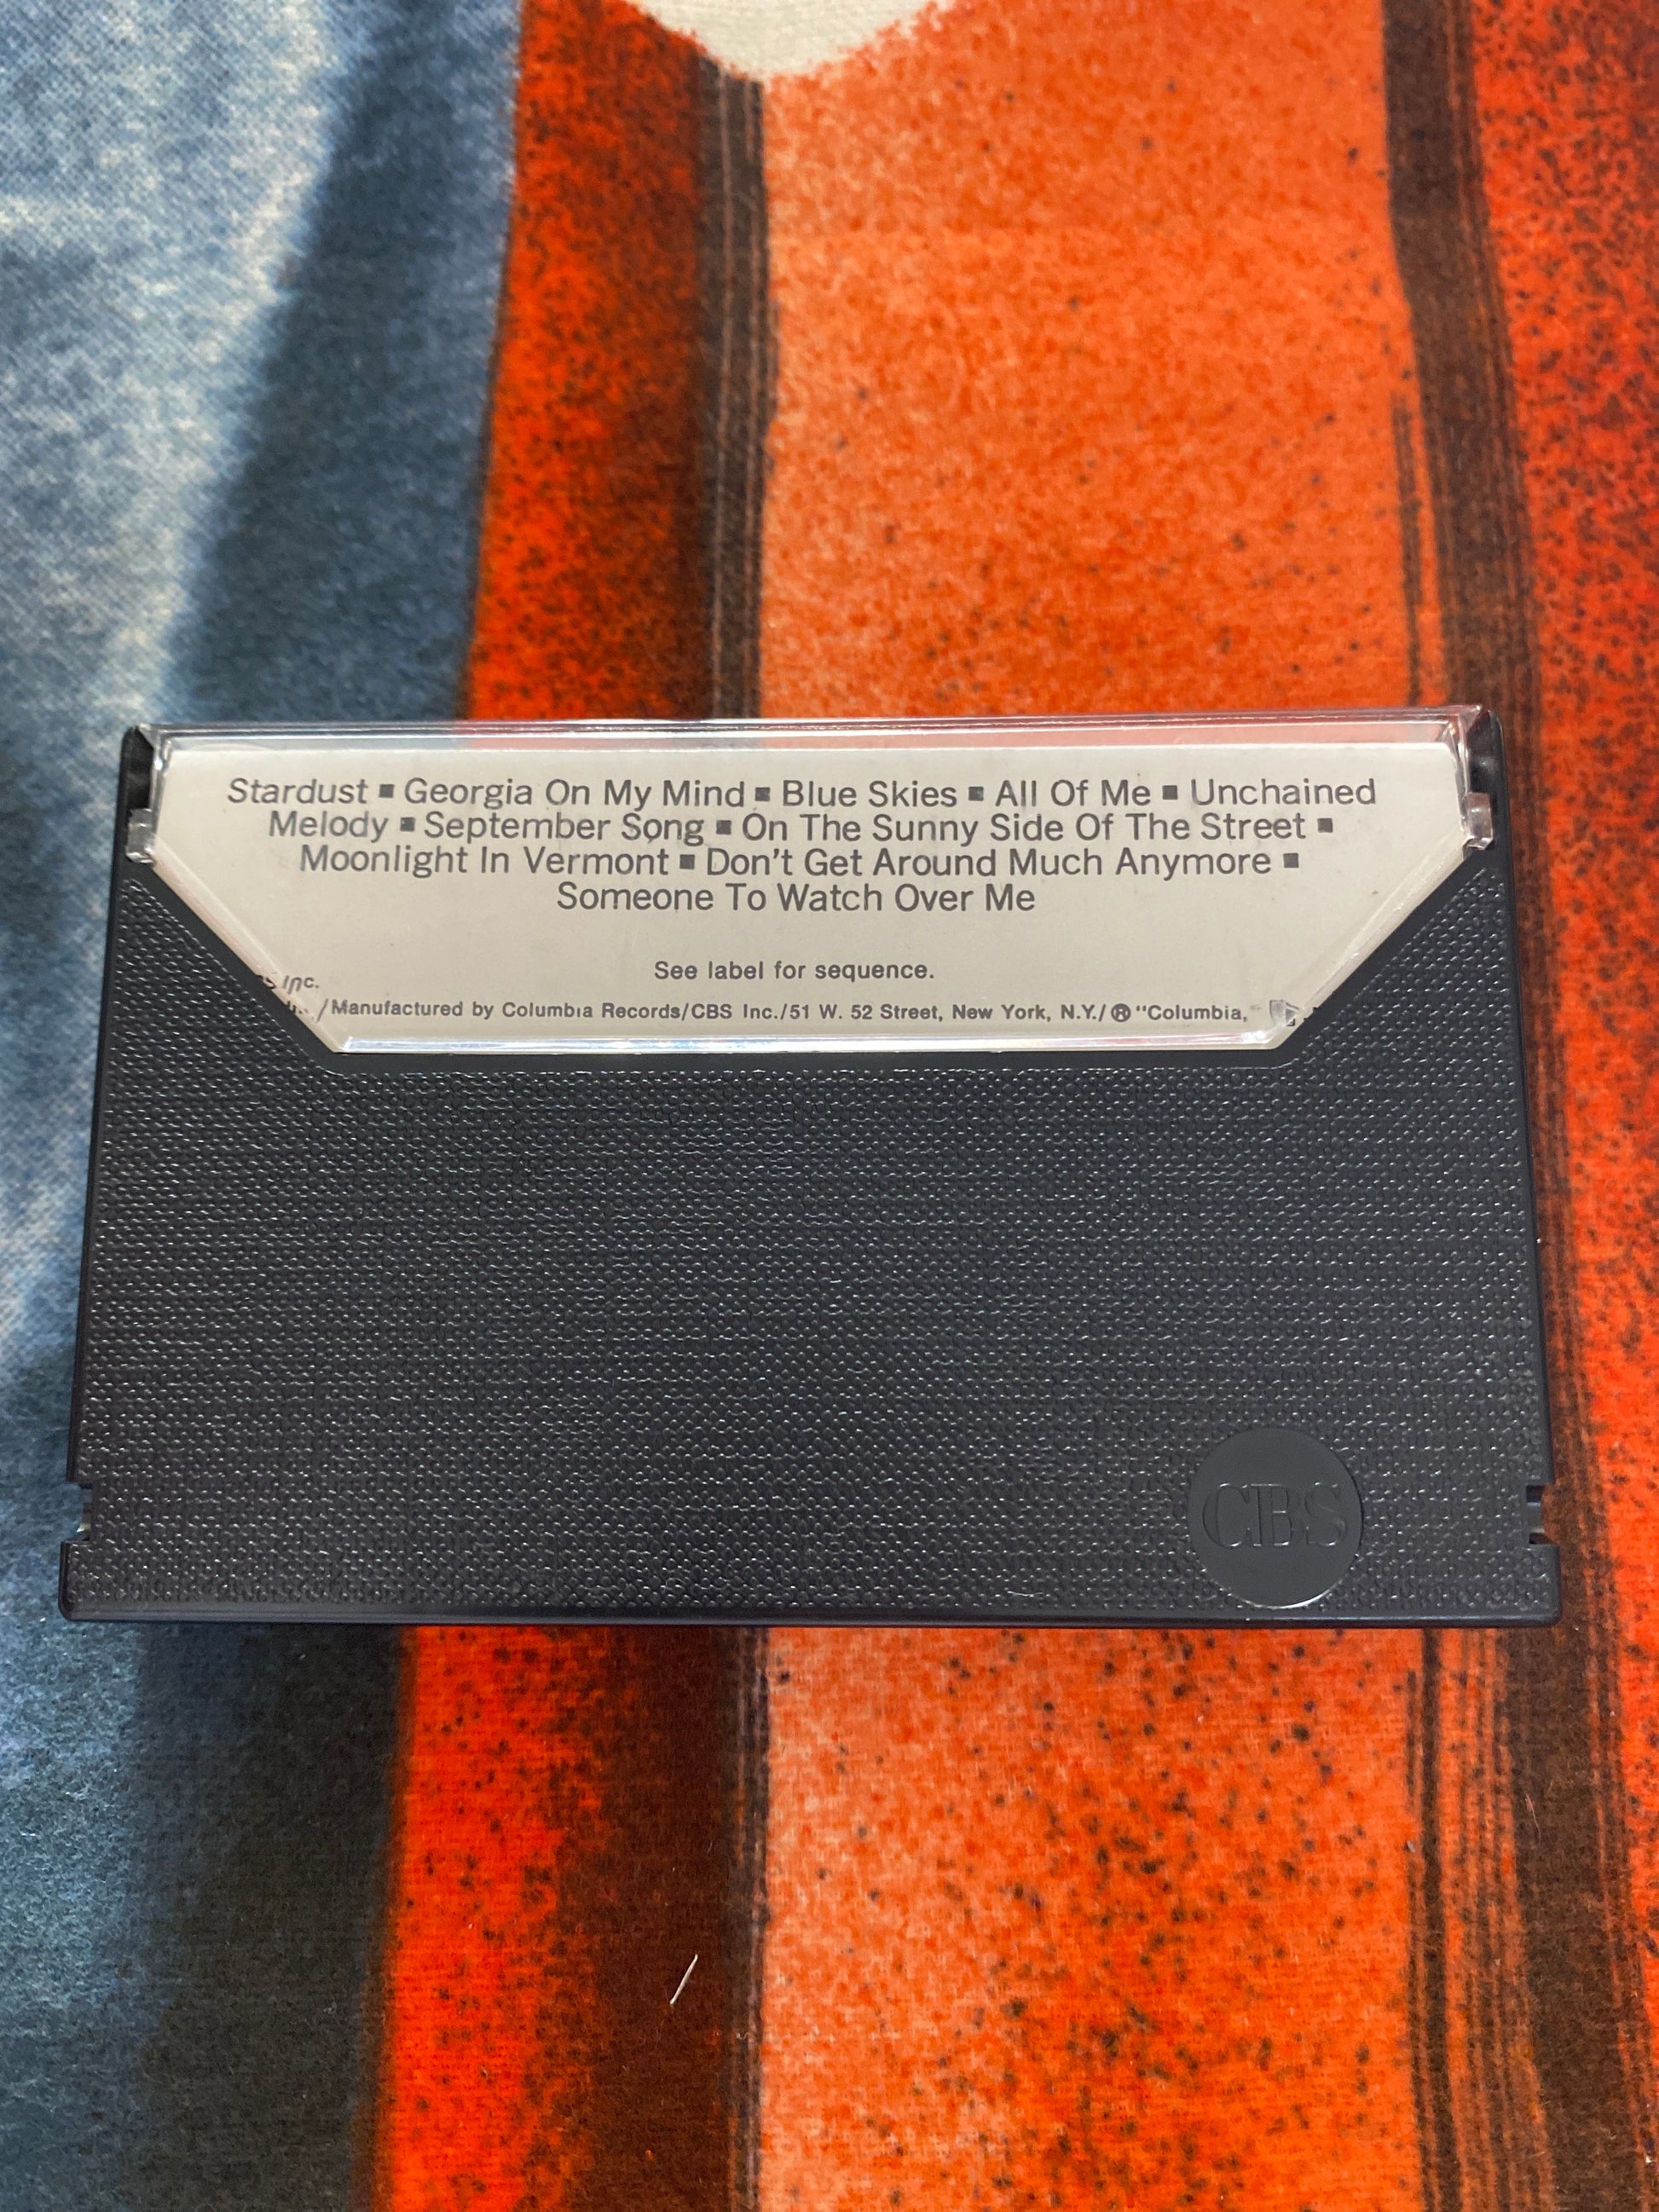 Stardust ■ Georgia On My Mind ■ Blue Skies ■ All Of Me ■ Unchained
Melody ■ September Song ■ On The Sunny Side Of The Street ■
Moonlight In Vermont ■ Don't Get Around Much Anymore ■
Someone To Watch Over Me
See label for sequence.
Inc.
/Manufactured by Columbia Records/CBS Inc./51 W. 52 Street, New York, N.Y./® "Columbia,"
CBS